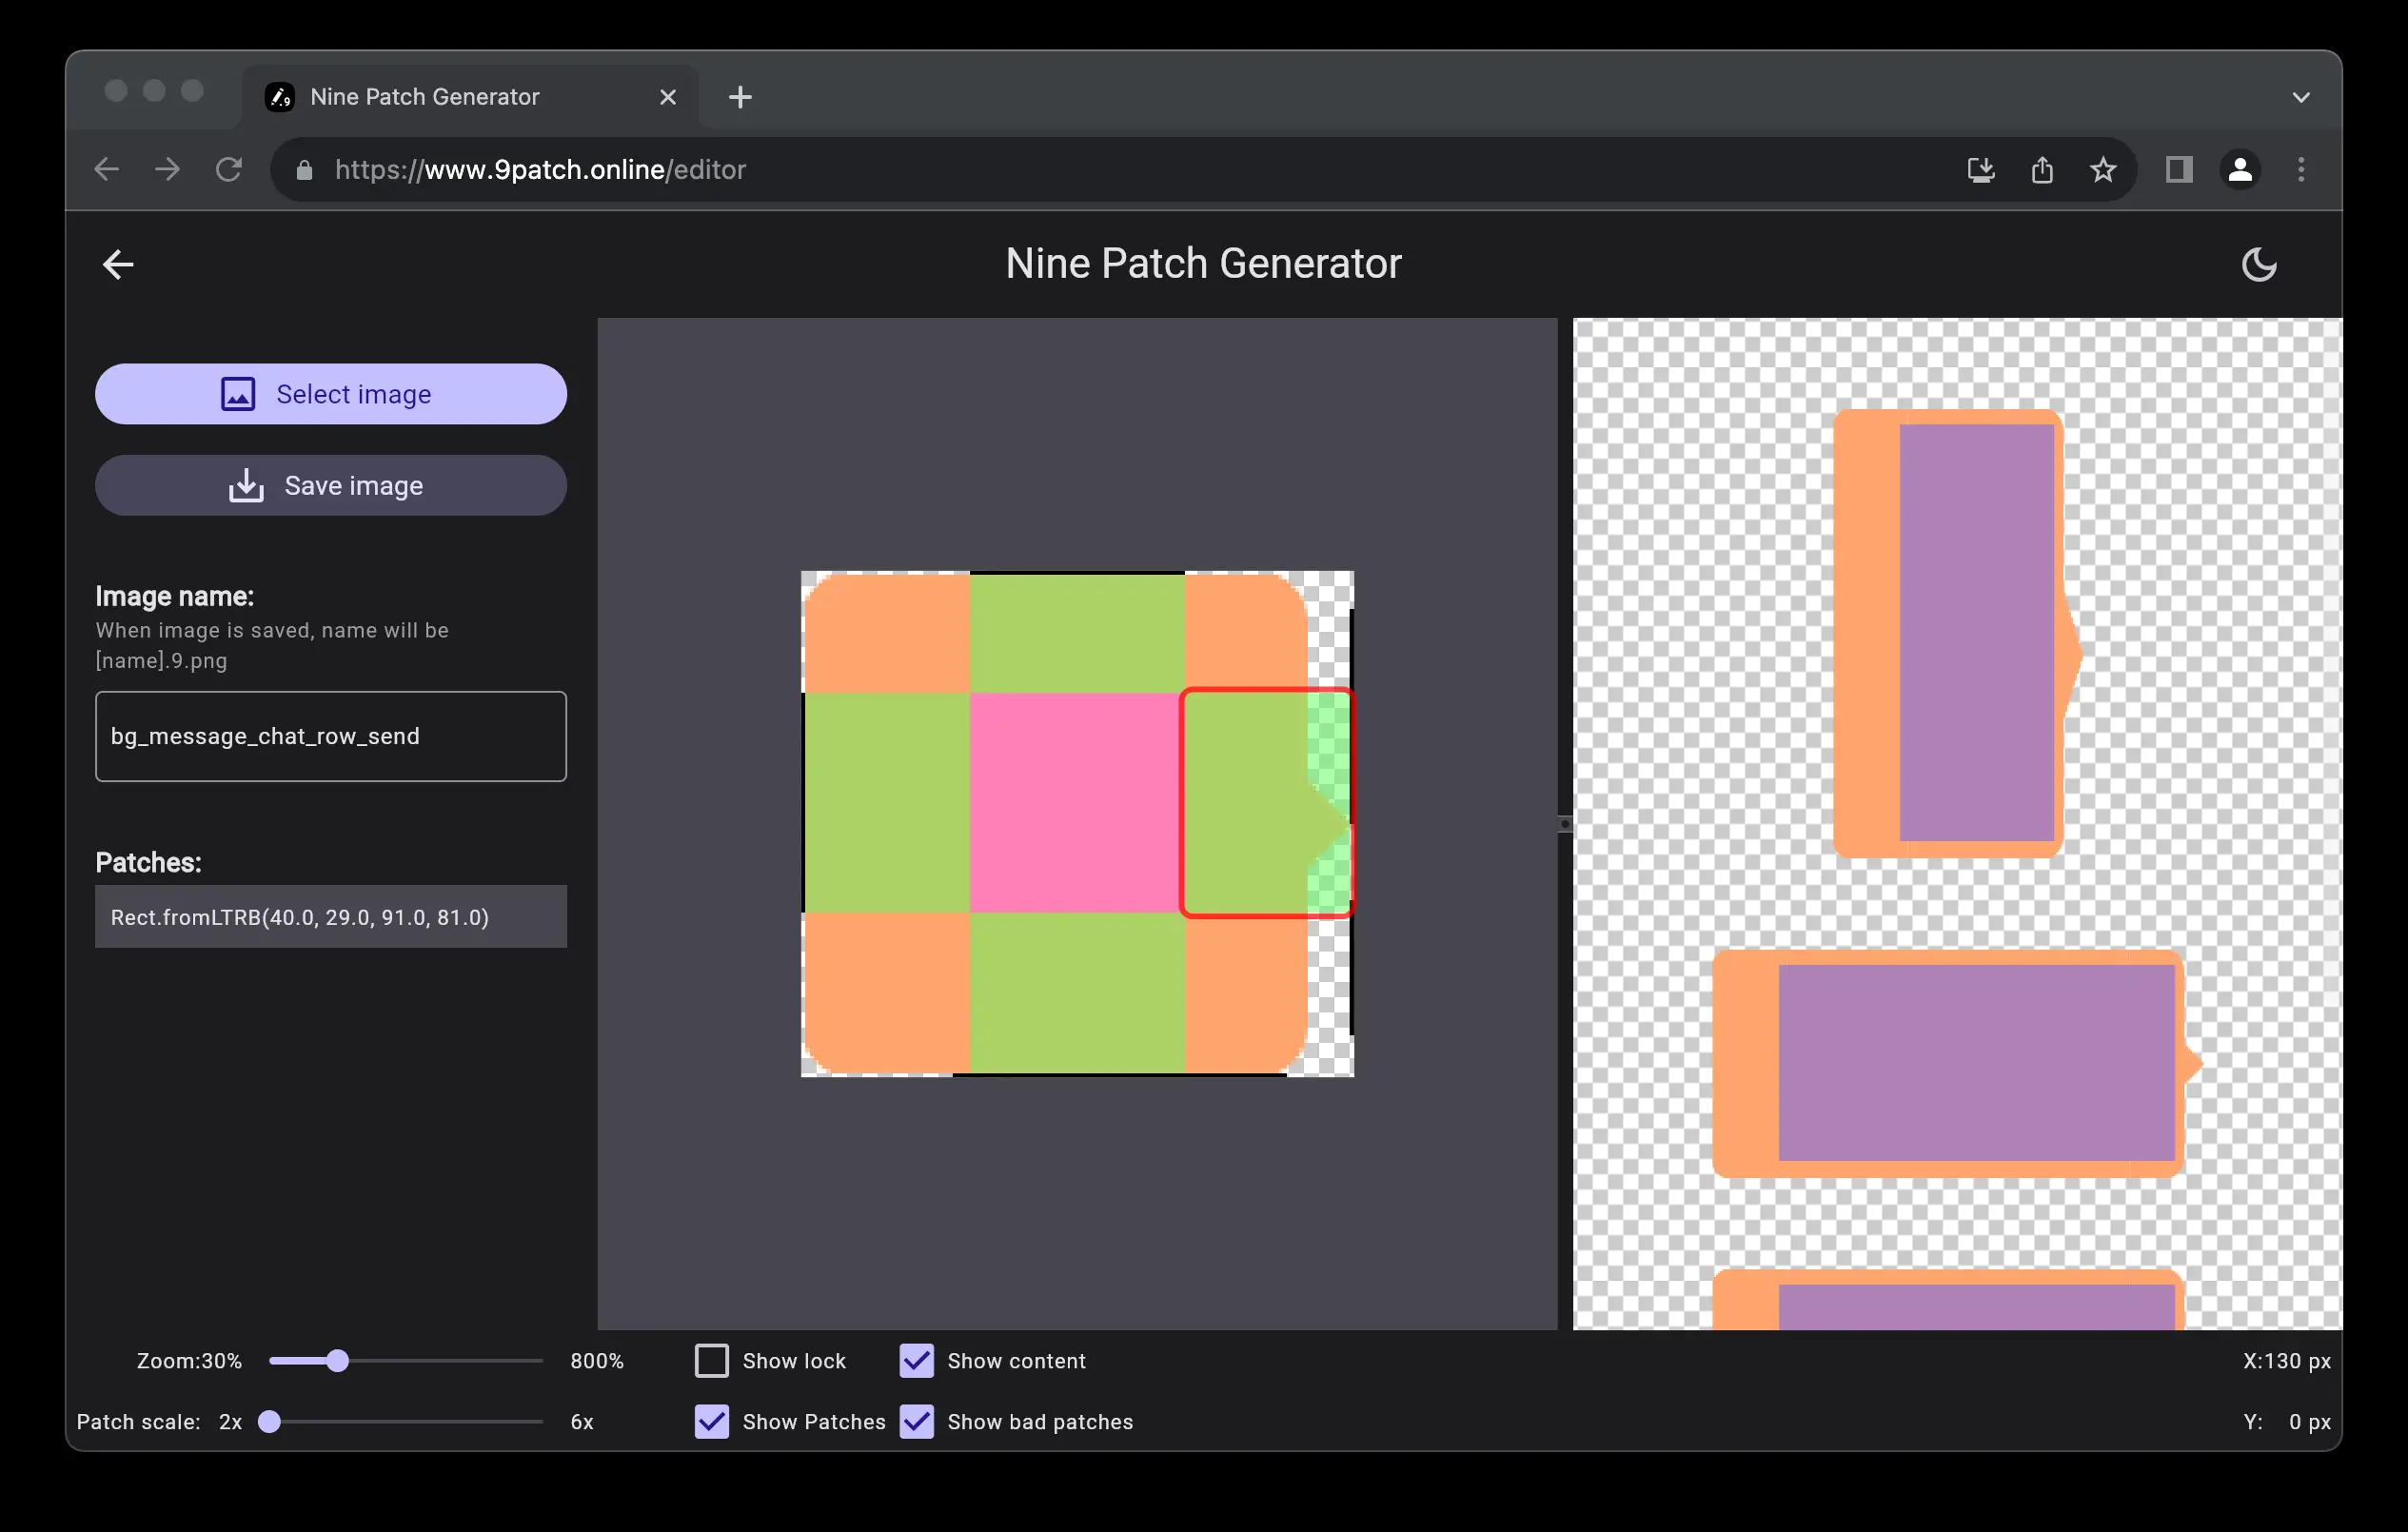 Nine Patch Generator
https://www.9patch.online/editor
Nine Patch Generator
Select image
Save image
Image name:
When image is saved, name will be
[name].9.png
bg_message_chat_row_send
Patches:
Rect.fromLTRB(40.0, 29.0, 91.0, 81.0)
Zoom:30% 800% Show lock Show content X:130 px
Patch scale: 2x 6x Show Patches Show bad patches Y: 0 px